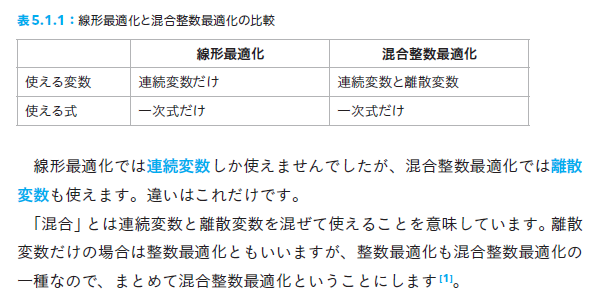 表5.1.1：線形最適化と混合整数最適化の比較
線形最適化 混合整数最適化
使える変数 連続変数だけ 連続変数と離散変数
使える式 一次式だけ 一次式だけ
線形最適化では連続変数しか使えませんでしたが、混合整数最適化では離散
変数も使えます。違いはこれだけです。
「混合」とは連続変数と離散変数を混ぜて使えることを意味しています。離散
変数だけの場合は整数最適化ともいいますが、整数最適化も混合整数最適化の
一種なので、まとめて混合整数最適化ということにします[1]。